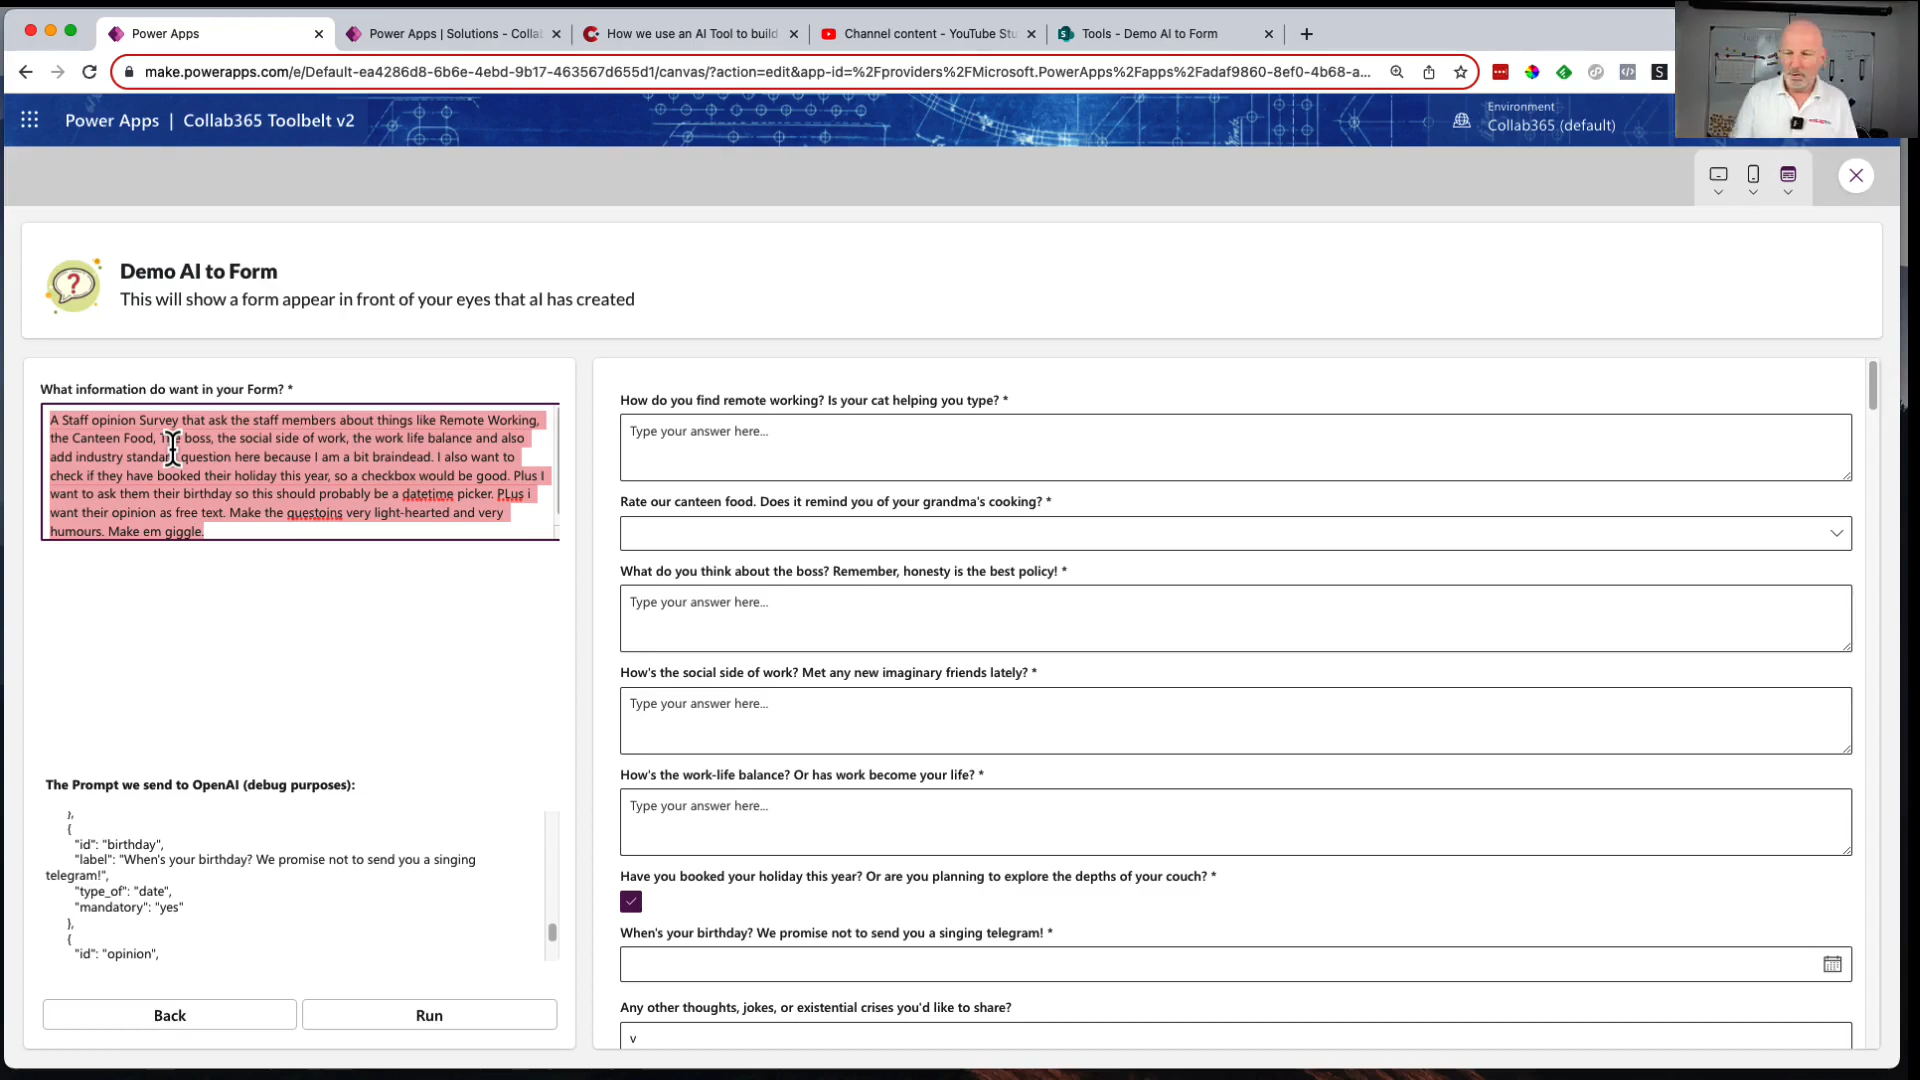 Power Apps
Power Apps | Solutions - Colla
How we use an AI Tool to build
Channel content - YouTube Stu
Tools - Demo AI to Form
make.powerapps.com/e/Default-ea4286d8-6b6e-4ebd-9b17-463567d655d1/canvas/?action=edit&app-id=%2Fproviders%2FMicrosoft.PowerApps%2Fapps%2Fadaf9860-8ef0-4b68-a...
S
Power Apps | Collab365 Toolbelt v2
Environment
Collab365 (default)
Demo AI to Form
This will show a form appear in front of your eyes that aI has created
What information do want in your Form? *
A Staff opinion Survey that ask the staff members about things like Remote Working,
the Canteen Food, The boss, the social side of work, the work life balance and also
add industry standard question here because I am a bit braindead. I also want to
check if they have booked their holiday this year, so a checkbox would be good. Plus I
want to ask them their birthday so this should probably be a datetime picker. PLus i
want their opinion as free text. Make the questoins very light-hearted and very
humours. Make em giggle.
The Prompt we send to OpenAI (debug purposes):
},
{
"id": "birthday",
"label": "When's your birthday? We promise not to send you a singing
telegram!",
"type_of": "date",
"mandatory": "yes"
},
{
"id": "opinion",
Back
Run
How do you find remote working? Is your cat helping you type? *
Type your answer here...
Rate our canteen food. Does it remind you of your grandma's cooking? *
What do you think about the boss? Remember, honesty is the best policy! *
Type your answer here...
How's the social side of work? Met any new imaginary friends lately? *
Type your answer here...
How's the work-life balance? Or has work become your life? *
Type your answer here...
Have you booked your holiday this year? Or are you planning to explore the depths of your couch? *
When's your birthday? We promise not to send you a singing telegram! *
Any other thoughts, jokes, or existential crises you'd like to share?
v